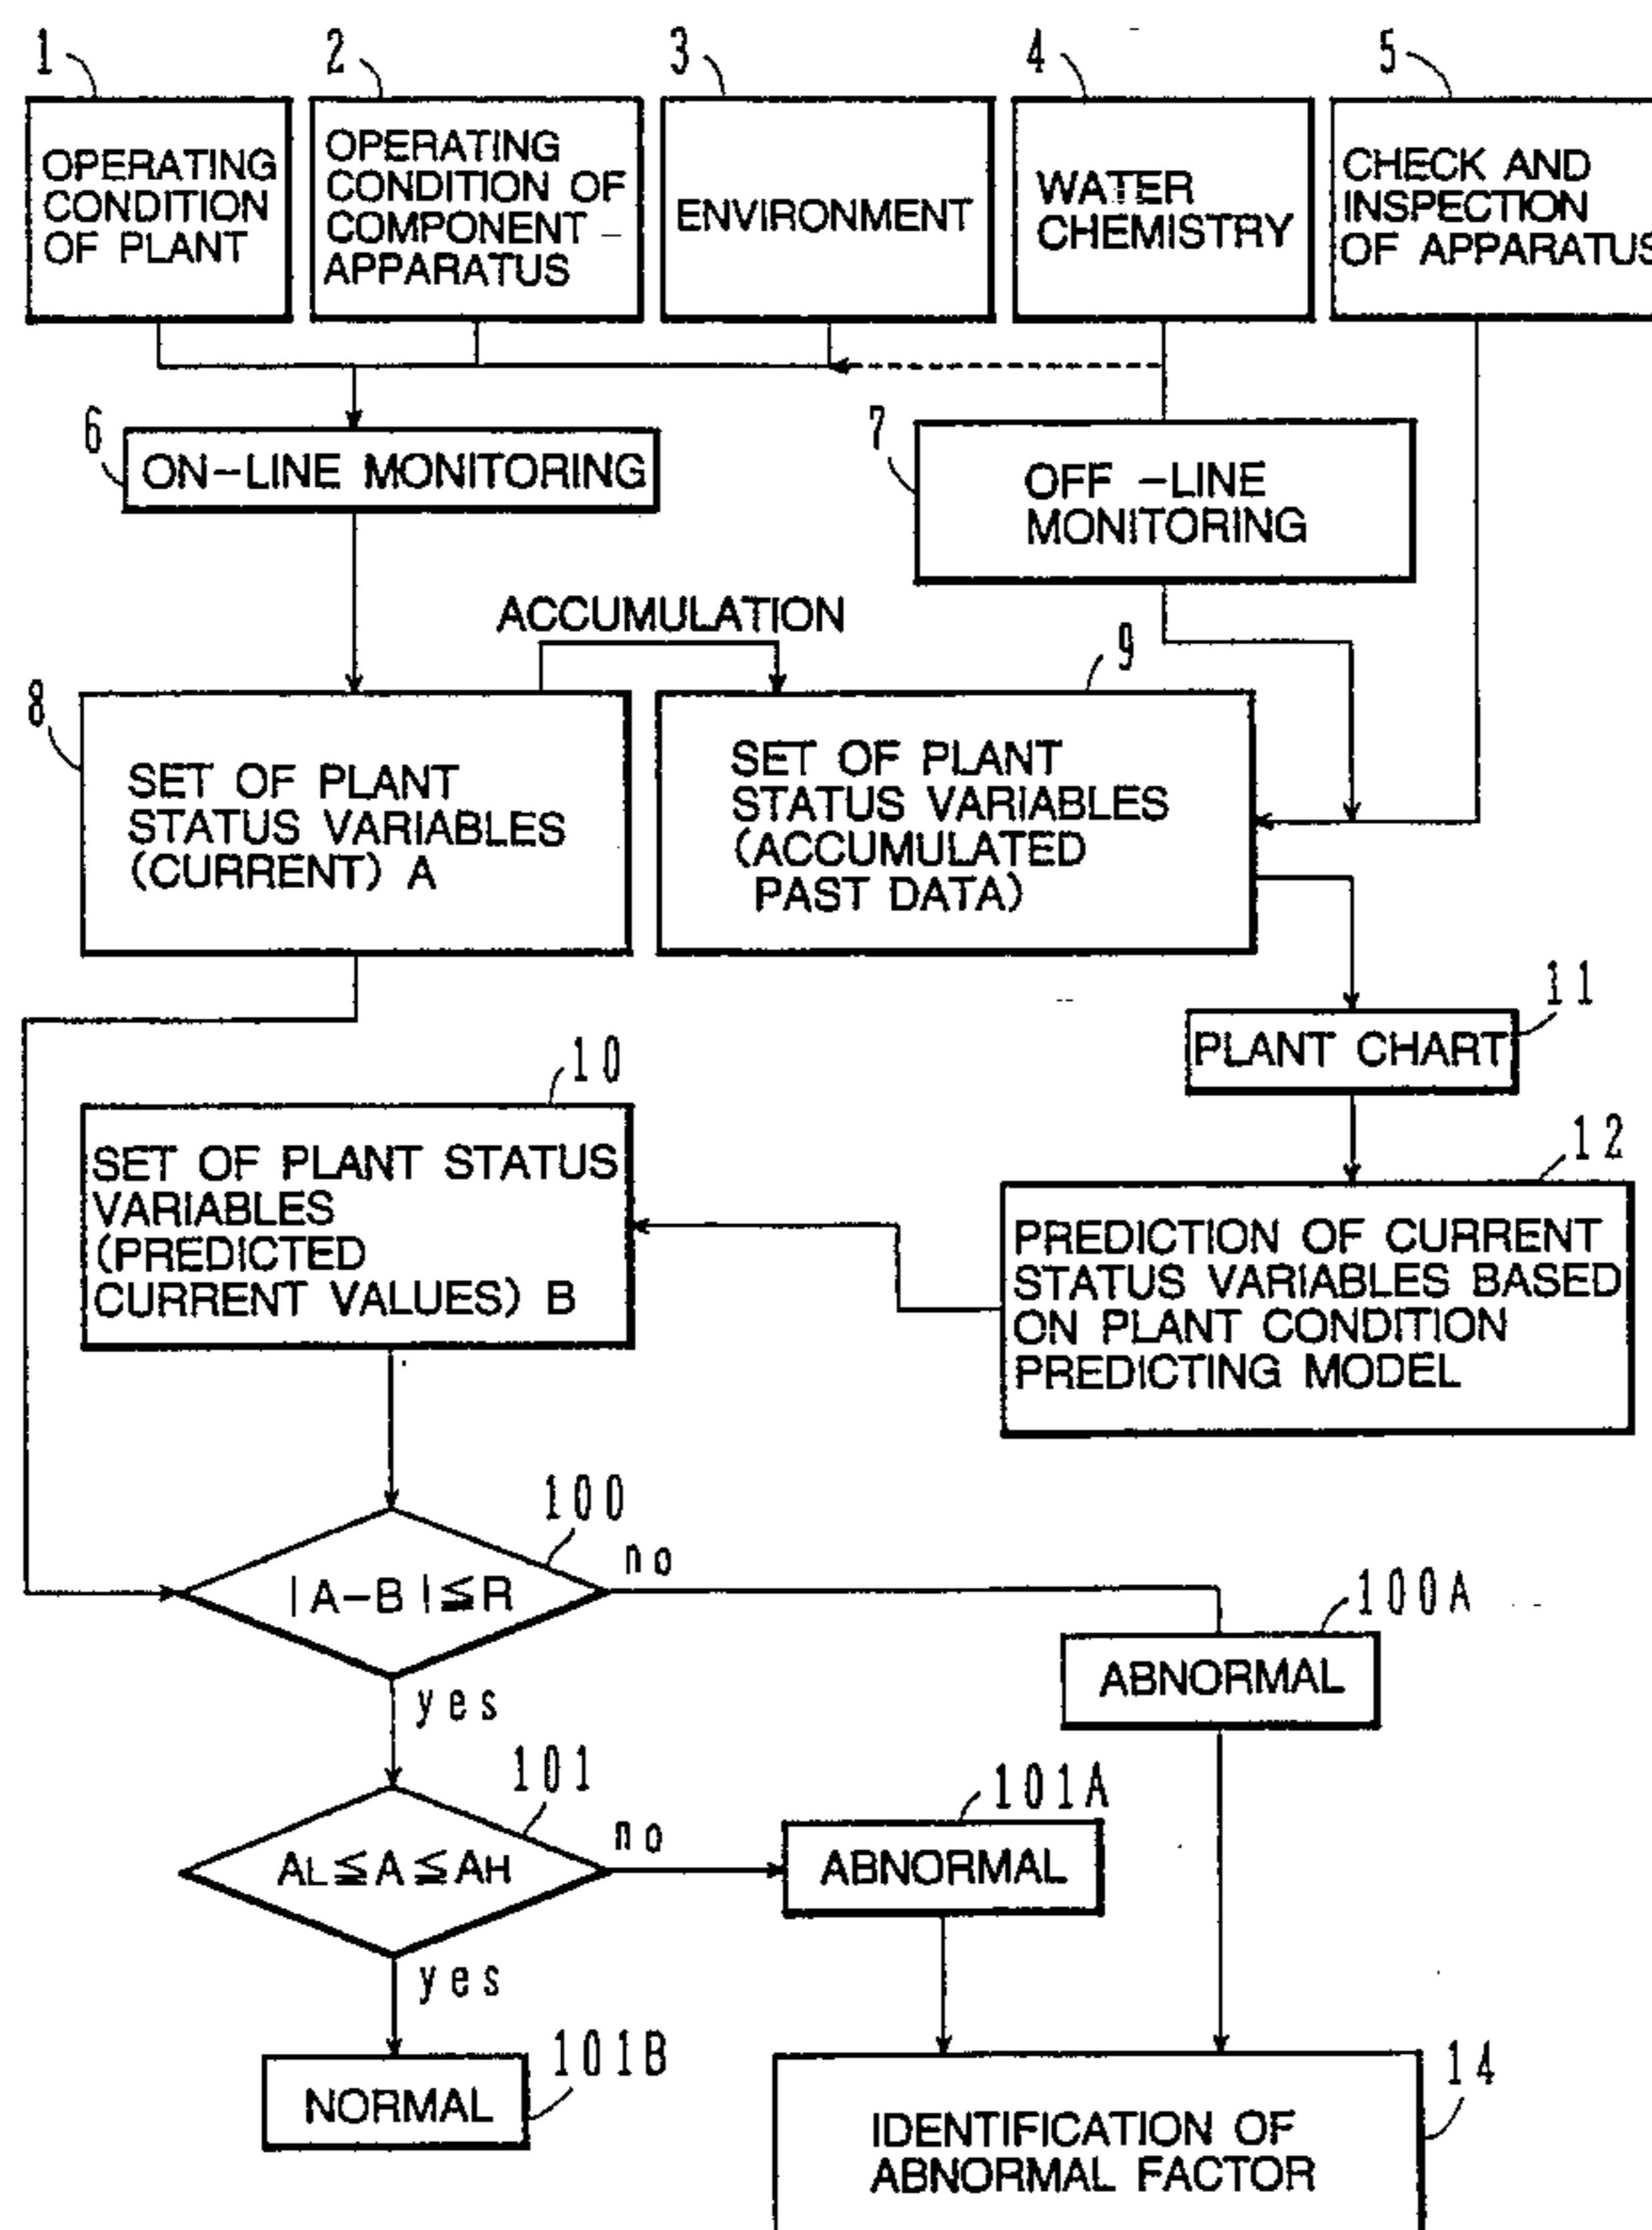 1
2
3
4
5
OPERATING
CONDITION
OF PLANT
OPERATING
CONDITION OF
COMPONENT
APPARATUS
ENVIRONMENT
WATER
CHEMISTRY
CHECK AND
INSPECTION
OF APPARATUS
6
ON-LINE MONITORING
7
OFF -LINE
MONITORING
ACCUMULATION
8
SET OF PLANT
STATUS VARIABLES
(CURRENT) A
9
SET OF PLANT
STATUS VARIABLES
(ACCUMULATED
PAST DATA)
11
PLANT CHART
10
SET OF PLANT STATUS
VARIABLES
(PREDICTED
CURRENT VALUES) B
12
PREDICTION OF CURRENT
STATUS VARIABLES BASED
ON PLANT CONDITION
PREDICTING MODEL
100
|A-B|≦R
no
yes
100A
ABNORMAL
101
AL≦A≦AH
no
yes
101A
ABNORMAL
101B
NORMAL
14
IDENTIFICATION OF
ABNORMAL FACTOR